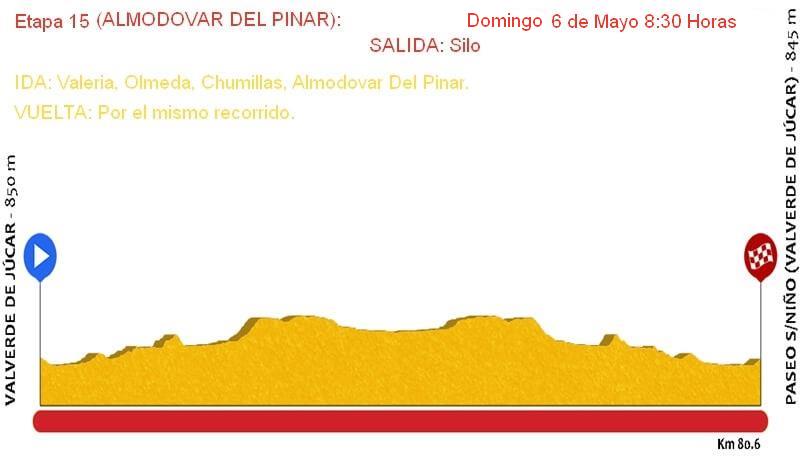 Etapa 15 (ALMODOVAR DEL PINAR): Domingo 6 de Mayo 8:30 Horas
SALIDA: Silo
IDA: Valeria, Olmeda, Chumillas, Almodovar Del Pinar.
VUELTA: Por el mismo recorrido.
VALVERDE DE JÚCAR - 850 m
PASEO S/NIÑO (VALVERDE DE JÚCAR) - 845 m
Km 80.6